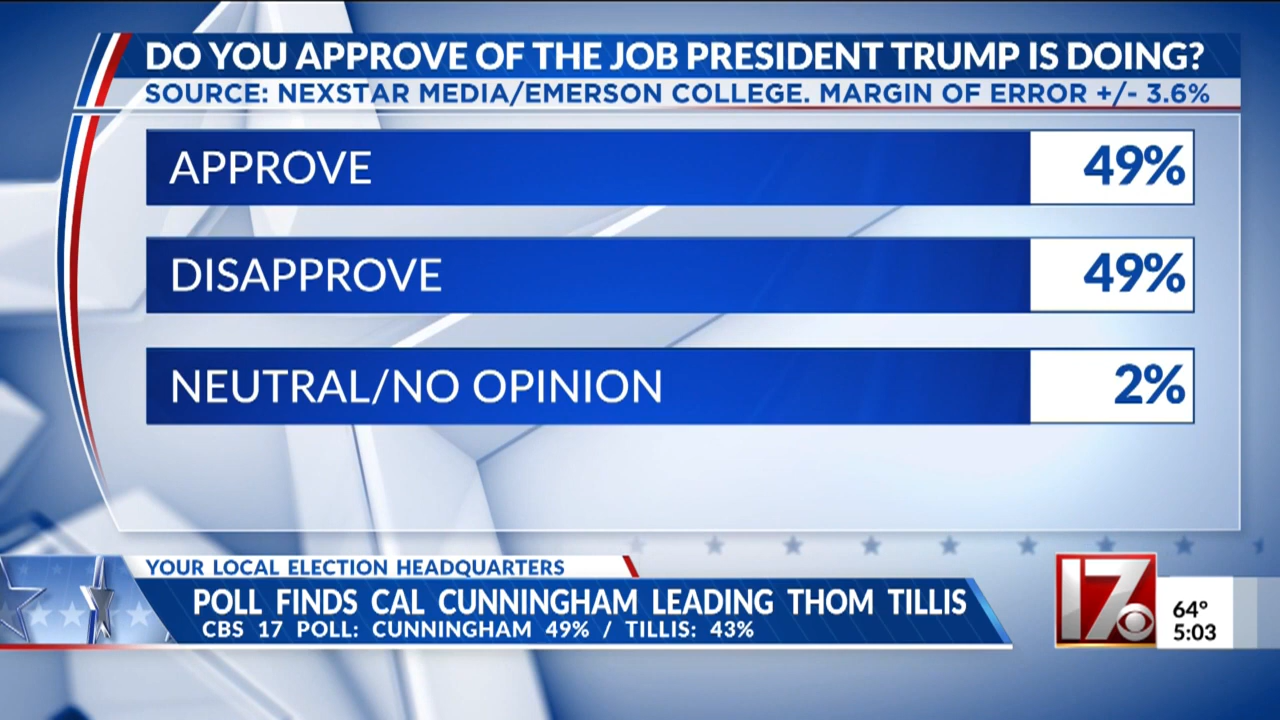 DO YOU APPROVE OF THE JOB PRESIDENT TRUMP IS DOING?
SOURCE: NEXSTAR MEDIA/EMERSON COLLEGE. MARGIN OF ERROR +/- 3.6%
APPROVE 49%
DISAPPROVE 49%
NEUTRAL/NO OPINION 2%
YOUR LOCAL ELECTION HEADQUARTERS
POLL FINDS CAL CUNNINGHAM LEADING THOM TILLIS
CBS 17 POLL: CUNNINGHAM 49% / TILLIS: 43%
17
64°
5:03